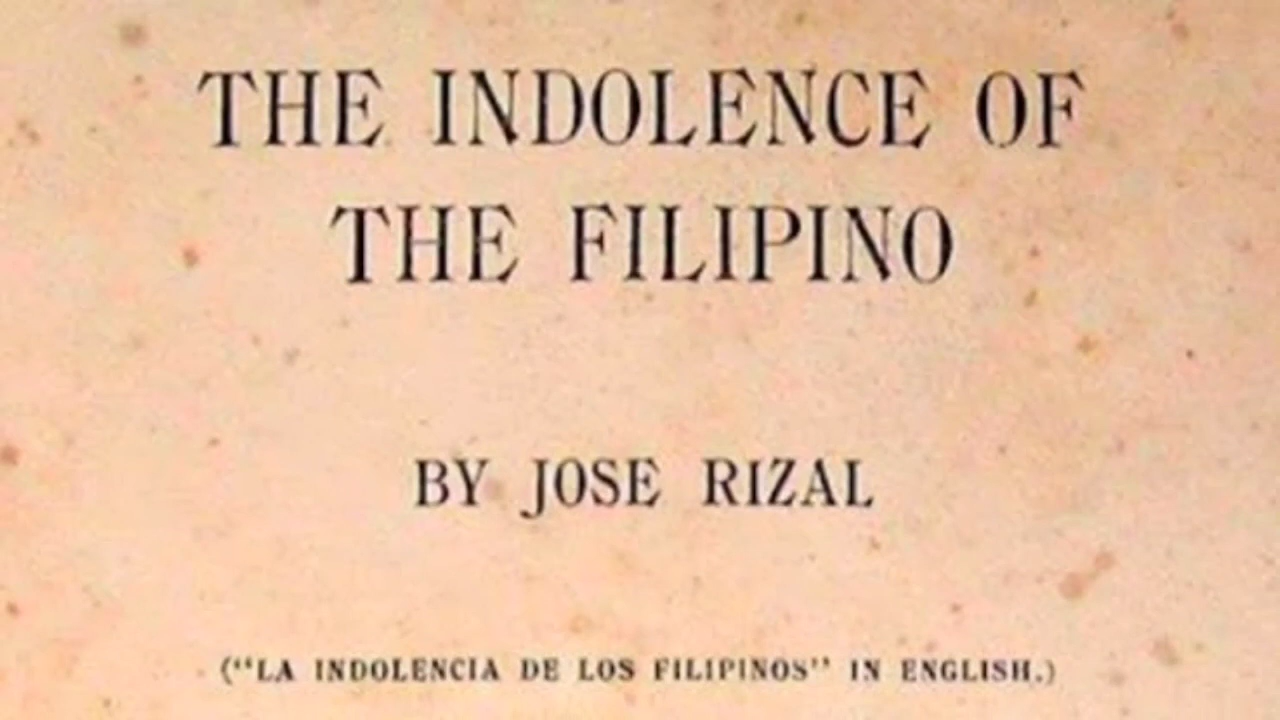 THE INDOLENCE OF
THE FILIPINO
BY JOSE RIZAL
("LA INDOLENCIA DE LOS FILIPINOS" IN ENGLISH.)